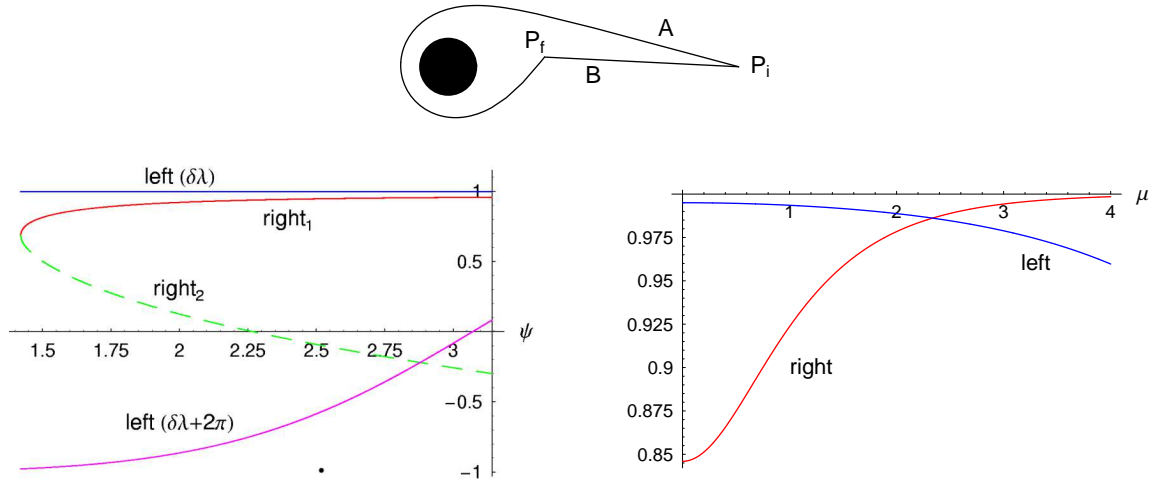 A
P_f
B
P_i
left (δλ)
1
right_1
0.5
right_2
1.5 1.75 2 2.25 2.5 2.75 3 ψ
-0.5
left (δλ+2π)
-1
μ
1 2 3 4
0.975
left
0.95
0.925
right
0.9
0.875
0.85